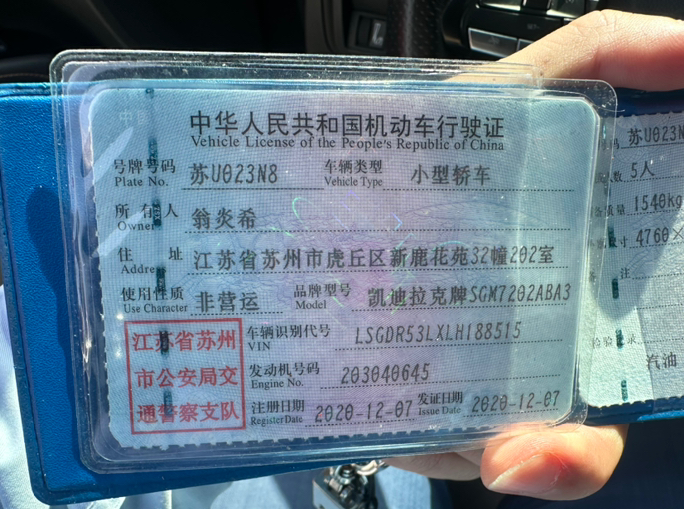 中华人民共和国机动车行驶证
Vehicle License of the People's Republic of China
号牌号码 苏U023N8 车辆类型 小型轿车
Plate No. Vehicle Type
所有人 翁炎希
Owner
住址 江苏省苏州市虎丘区新鹿花苑32幢202室
Address
使用性质 非营运 品牌型号 凯迪拉克牌SGM7202ABA3
Use Character Model
江苏省苏州
市公安局交
通警察支队
车辆识别代号 LSGDR53LXLH188515
VIN
发动机号码 203040645
Engine No.
注册日期 2020-12-07 发证日期 2020-12-07
Register Date Issue Date
苏U023N
5人
1540kg
4760×
注
汽油